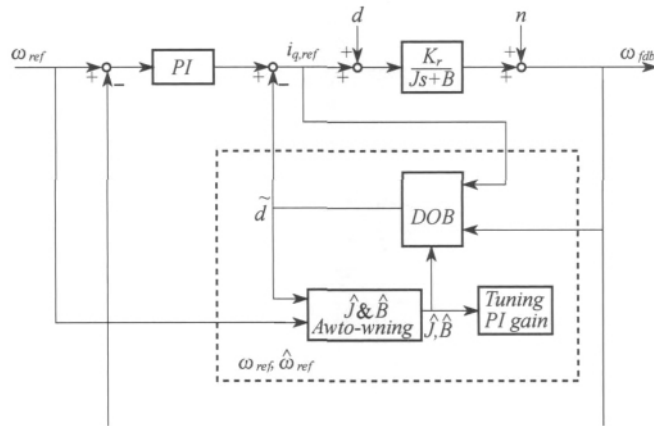 ω ref
+
−
PI
+
−
i q,ref
d
+
+
K r
Js+B
n
+
+
ω fdb
d̃
DOB
Ĵ&B̂
Awto-wning
Ĵ,B̂
Tuning
PI gain
ω ref, ω̂ ref